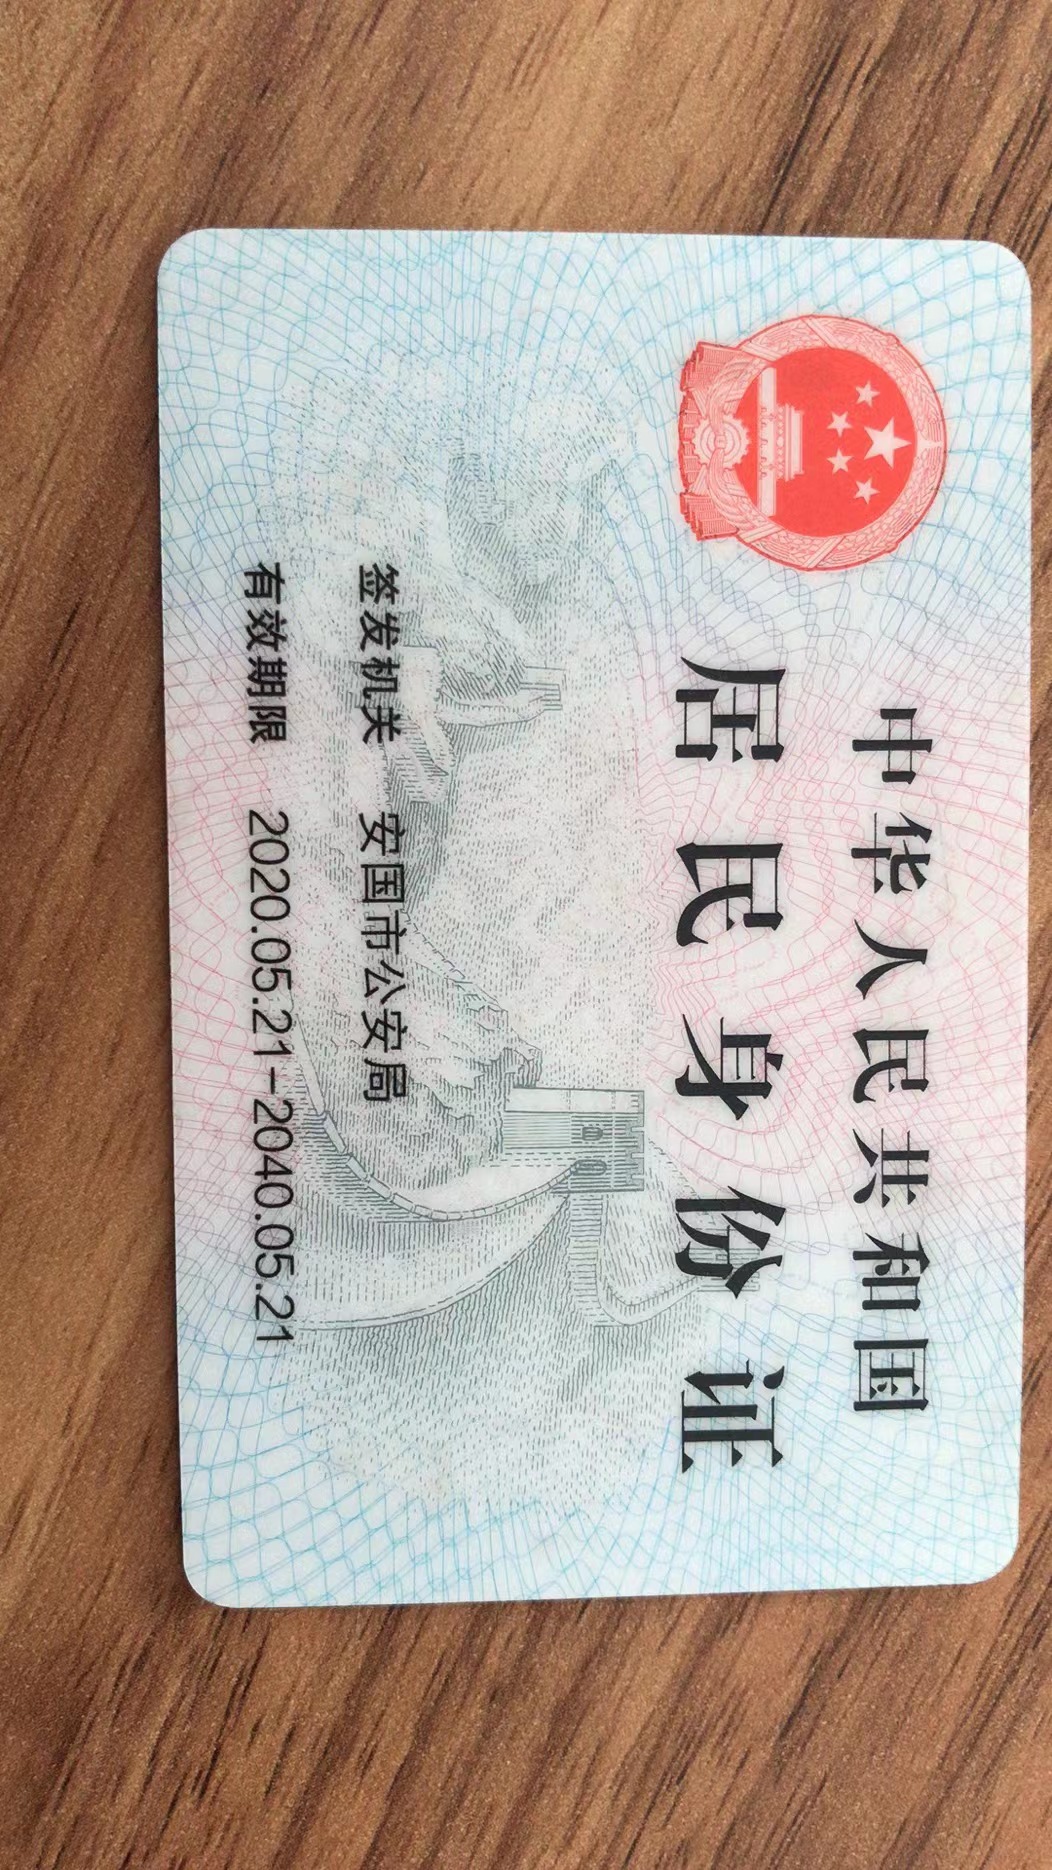 中华人民共和国
居民身份证
签发机关 安国市公安局
有效期限 2020.05.21-2040.05.21